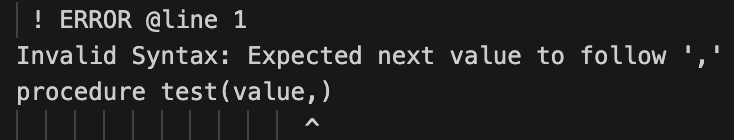 ! ERROR @line 1
Invalid Syntax: Expected next value to follow ','
procedure test(value,)
^